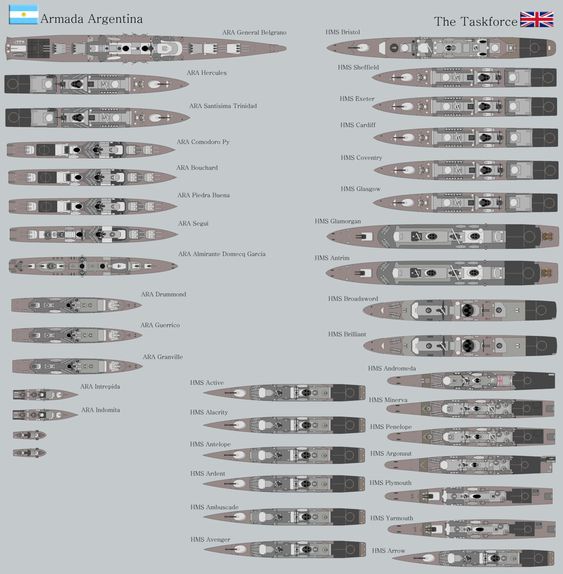 Armada Argentina
ARA General Belgrano
ARA Hercules
ARA Santisima Trinidad
ARA Comodoro Py
ARA Bouchard
ARA Piedra Buena
ARA Segui
ARA Almirante Domecq Garcia
ARA Drummond
ARA Guerrico
ARA Granville
ARA Intrepida
ARA Indomita
HMS Active
HMS Alacrity
HMS Antelope
HMS Ardent
HMS Ambuscade
HMS Avenger
The Taskforce
HMS Bristol
HMS Sheffield
HMS Exeter
HMS Cardiff
HMS Coventry
HMS Glasgow
HMS Glamorgan
HMS Antrim
HMS Broadsword
HMS Brilliant
HMS Andromeda
HMS Minerva
HMS Penelope
HMS Argonaut
HMS Plymouth
HMS Yarmouth
HMS Arrow